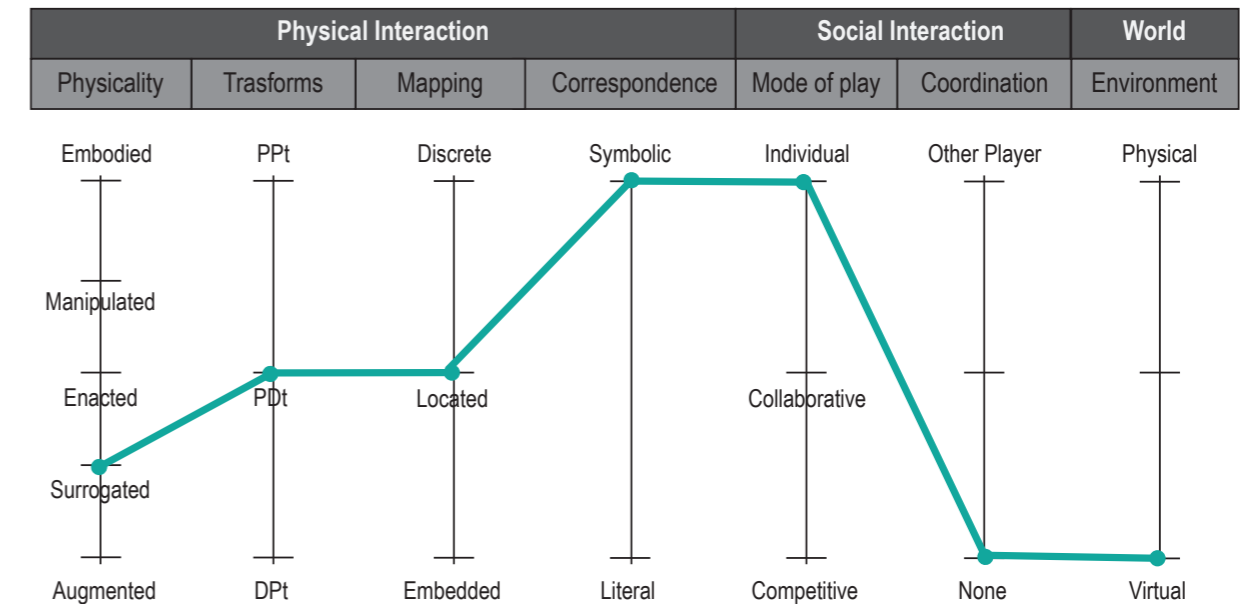 Physical Interaction Social Interaction World
Physicality Trasforms Mapping Correspondence Mode of play Coordination Environment
Embodied PPt Discrete Symbolic Individual Other Player Physical
Manipulated
Enacted PDt Located Collaborative
Surrogated
Augmented DPt Embedded Literal Competitive None Virtual